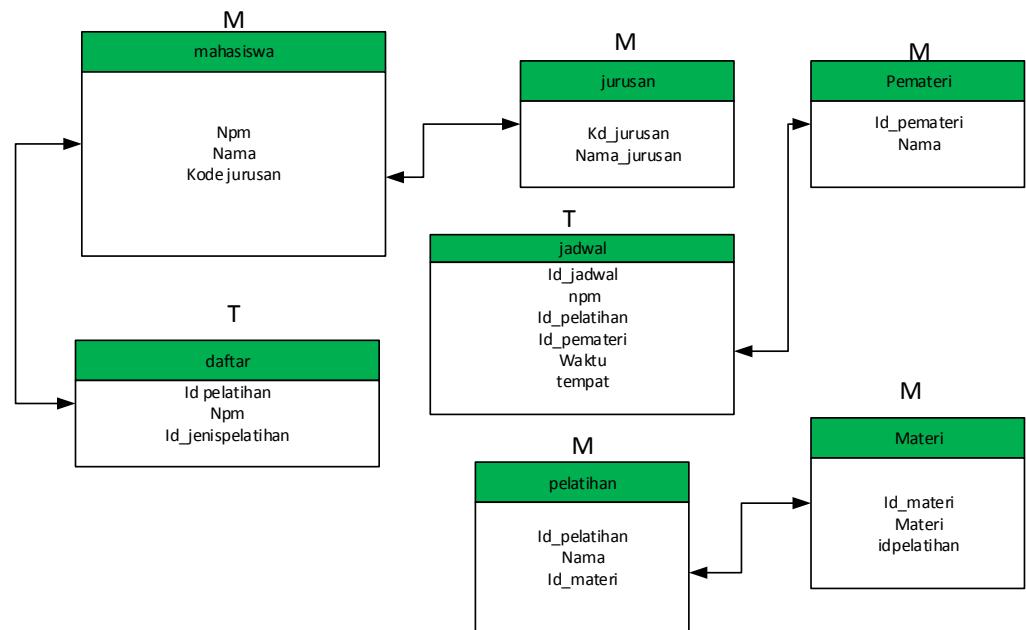 M
mahasiswa
Npm
Nama
Kode jurusan
M
jurusan
Kd_jurusan
Nama_jurusan
M
Pemateri
Id_pemateri
Nama
T
jadwal
Id_jadwal
npm
Id_pelatihan
Id_pemateri
Waktu
tempat
T
daftar
Id pelatihan
Npm
Id_jenispelatihan
M
pelatihan
Id_pelatihan
Nama
Id_materi
M
Materi
Id_materi
Materi
idpelatihan